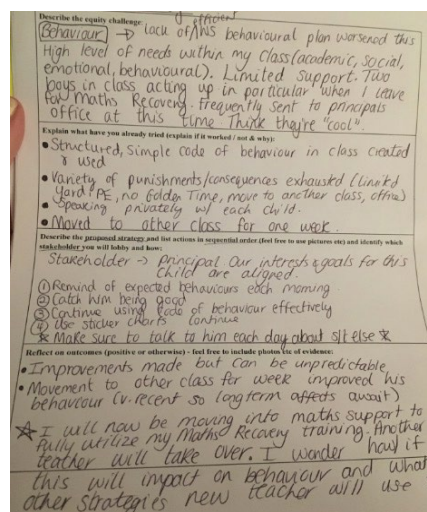 Describe the equity challenge: efficient
Behaviour → lack of WS behavioural plan worsened this
High level of needs within my class (academic, social,
emotional, behavioural). Limited Support. Two
boys in class acting up in particular when I leave
for Maths Recovery. Frequently sent to principals
office at this time Think they're "cool".
Explain what have you already tried (explain if it worked / not & why):
• Structured, Simple code of behaviour in class created
& used
• Variety of punishments/consequences exhausted (limited
Yard, PE, no Golden Time, move to another class, office)
• Speaking privately w/ each child.
• Moved to other class for one week.
Describe the proposed strategy and list actions in sequential order (feel free to use pictures etc) and identify which
stakeholder you will lobby and how:
Stakeholder → principal Our interests & goals for this
child are aligned.
① Remind of expected behaviours each morning
② Catch him being good
③ Continue using code of behaviour effectively
④ Use sticker charts continue
* Make sure to talk to him each day about s/t else *
Reflect on outcomes (positive or otherwise) - feel free to include photos etc of evidence:
• Improvements made but can be unpredictable
• Movement to other class for week improved his
behaviour (v. recent so long term affects await)
☆ I will now be moving into maths support to
fully utilize my Maths Recovery training. Another
teacher will take over. I wonder how/if
this will impact on behaviour and what
other strategies new teacher will use